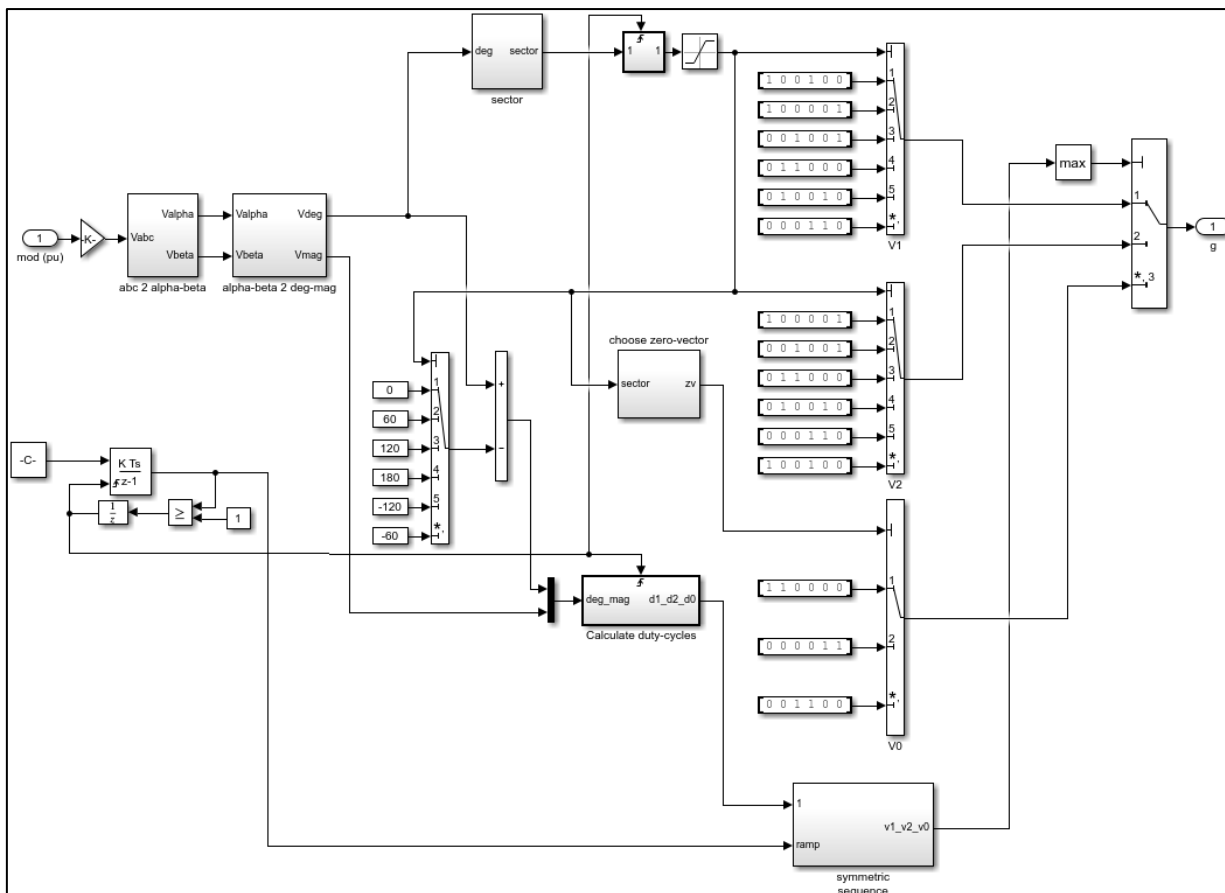 deg
sector
sector
1
1
1 0 0 1 0 0
1 0 0 0 0 1
0 0 1 0 0 1
0 1 1 0 0 0
0 1 0 0 1 0
0 0 0 1 1 0
1
2
3
4
5
*,
V1
max
1
2
*, 3
1
g
1
mod (pu)
-K-
Vabc
Valpha
Vbeta
abc 2 alpha-beta
Valpha
Vbeta
Vdeg
Vmag
alpha-beta 2 deg-mag
1 0 0 0 0 1
0 0 1 0 0 1
0 1 1 0 0 0
0 1 0 0 1 0
0 0 0 1 1 0
1 0 0 1 0 0
1
2
3
4
5
*,
V2
choose zero-vector
sector
zv
0
60
120
180
-120
-60
1
2
3
4
5
*,
+
−
-C-
K Ts
z-1
1
z
≥
1
deg_mag
d1_d2_d0
Calculate duty-cycles
1 1 0 0 0 0
0 0 0 0 1 1
0 0 1 1 0 0
1
2
*,
V0
1
ramp
v1_v2_v0
symmetric
sequence